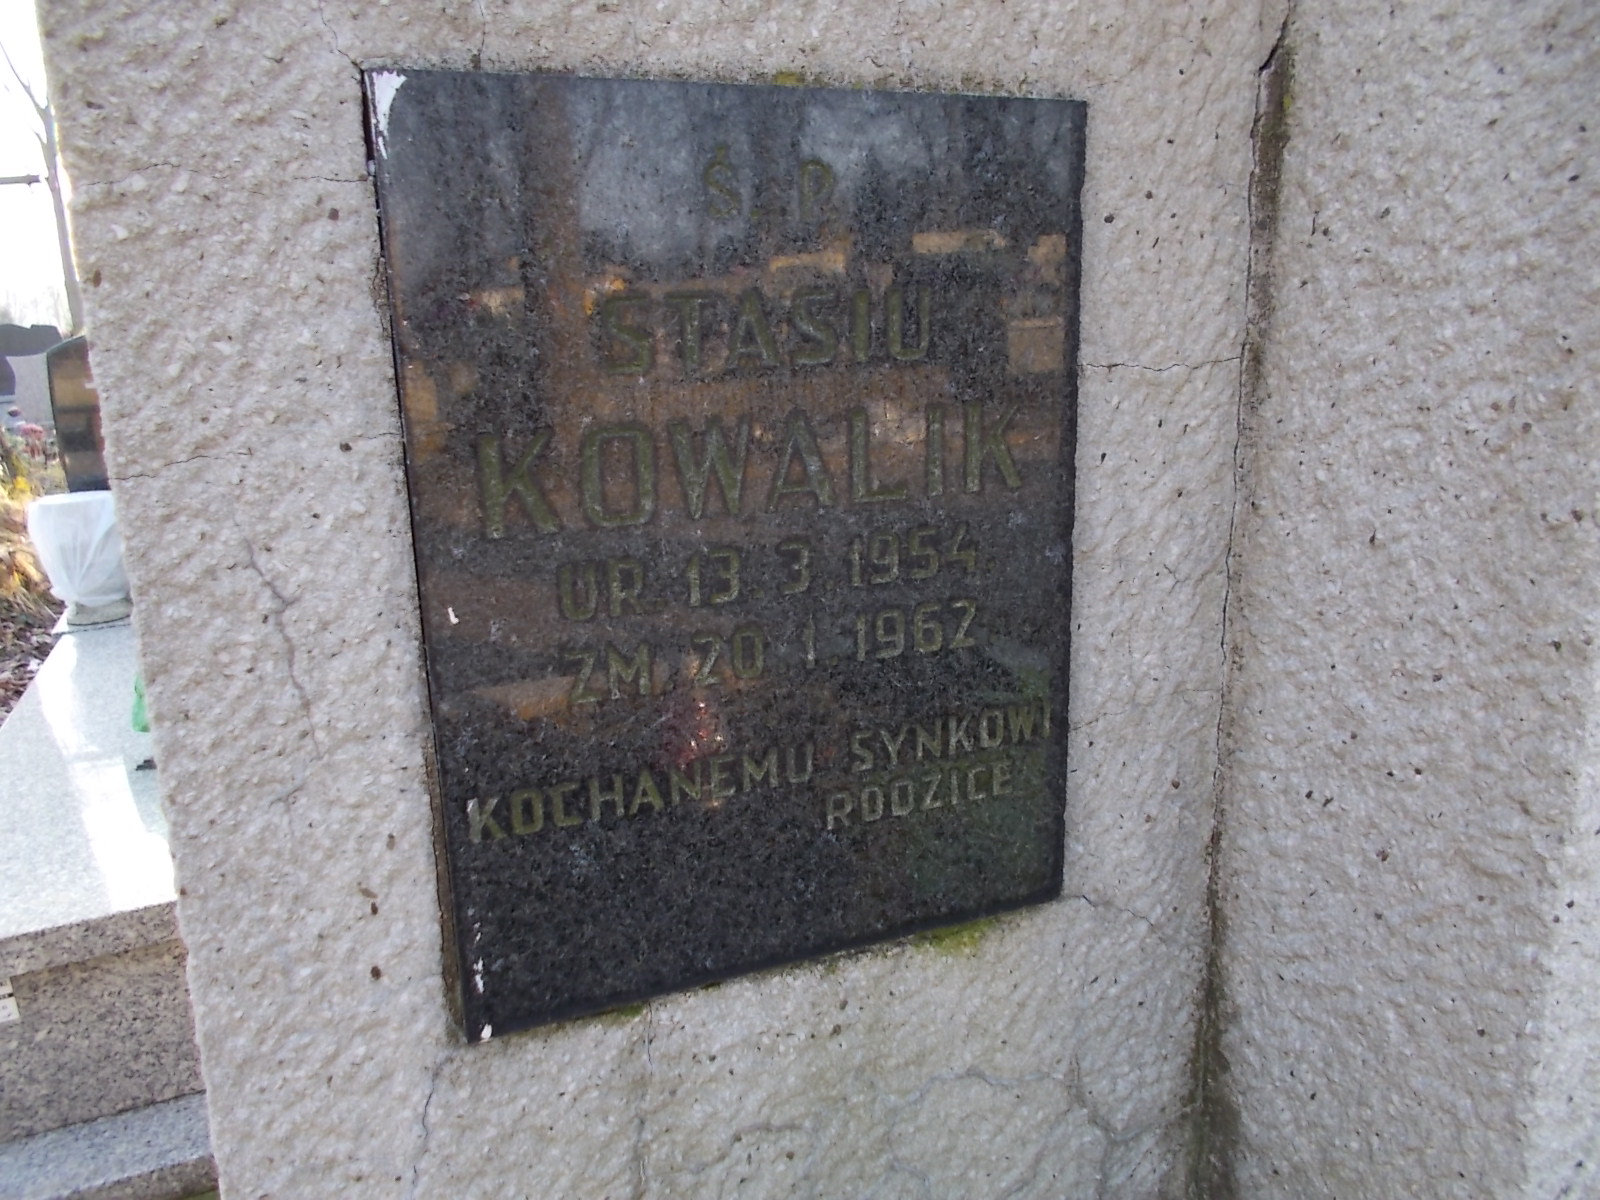 Ś. P.
STASIU
KOWALIK
UR. 13. 3. 1954
ZM. 20. 1. 1962
KOCHANEMU SYNKOWI
RODZICE